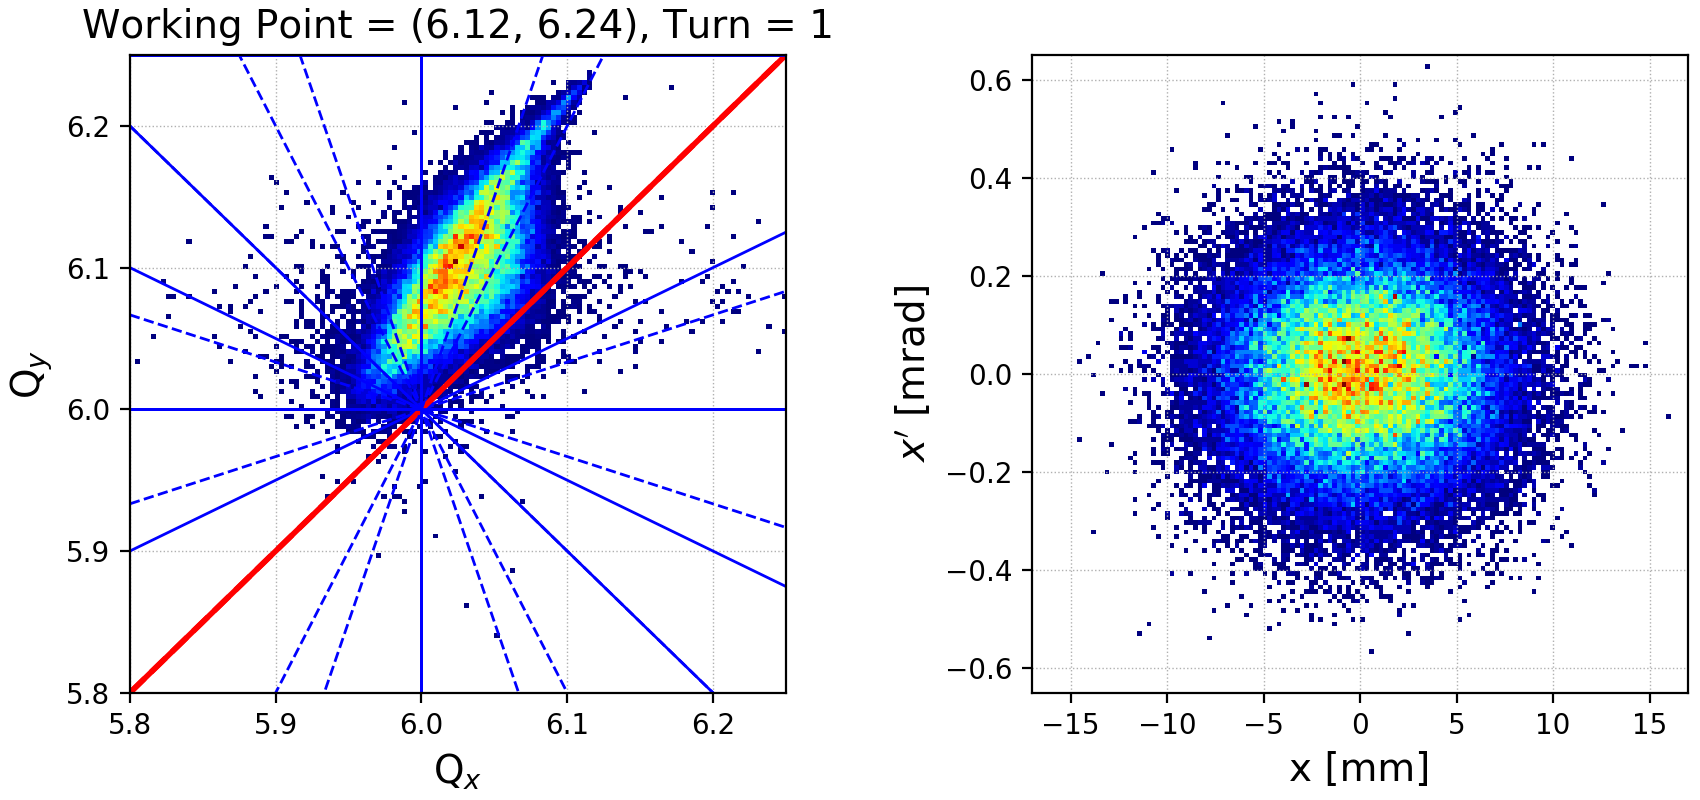 Working Point = (6.12, 6.24), Turn = 1
6.2
6.1
6.0
5.9
5.8
Q_y
5.8 5.9 6.0 6.1 6.2
Q_x
0.6
0.4
0.2
0.0
−0.2
−0.4
−0.6
x′ [mrad]
−15 −10 −5 0 5 10 15
x [mm]